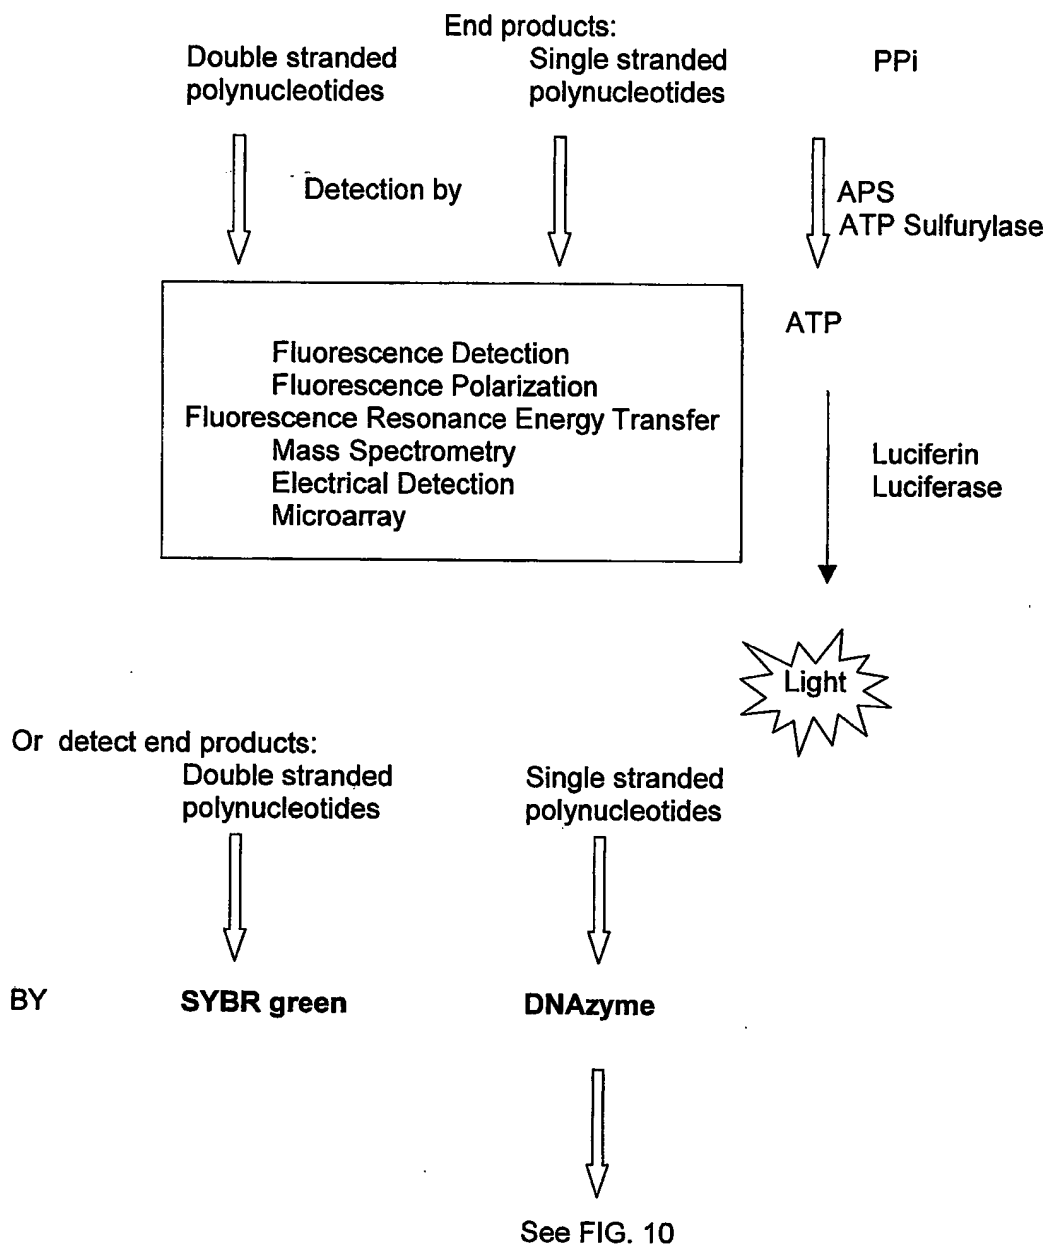 End products:
Double stranded
polynucleotides
Single stranded
polynucleotides
PPi
Detection by
APS
ATP Sulfurylase
Fluorescence Detection
Fluorescence Polarization
Fluorescence Resonance Energy Transfer
Mass Spectrometry
Electrical Detection
Microarray
ATP
Luciferin
Luciferase
Light
Or detect end products:
Double stranded
polynucleotides
Single stranded
polynucleotides
BY
SYBR green
DNAzyme
See FIG. 10